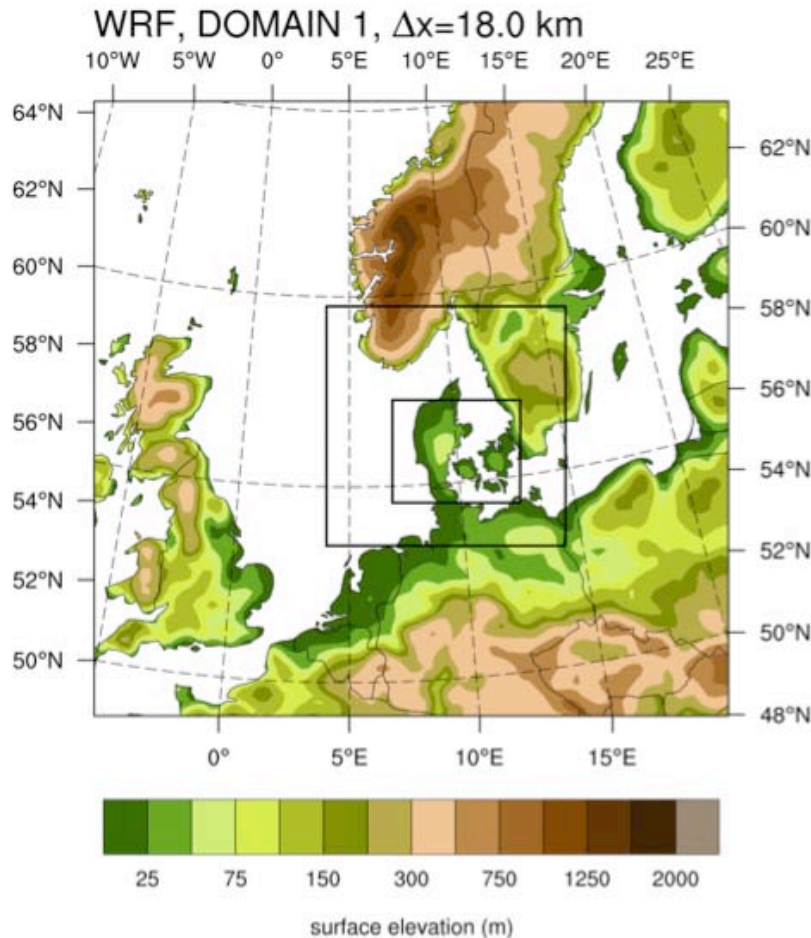 WRF, DOMAIN 1, Δx=18.0 km
10°W 5°W 0° 5°E 10°E 15°E 20°E 25°E
64°N
62°N
62°N
60°N
60°N
58°N
58°N
56°N
56°N
54°N
54°N
52°N
52°N
50°N
50°N
48°N
0° 5°E 10°E 15°E
25 75 150 300 750 1250 2000
surface elevation (m)